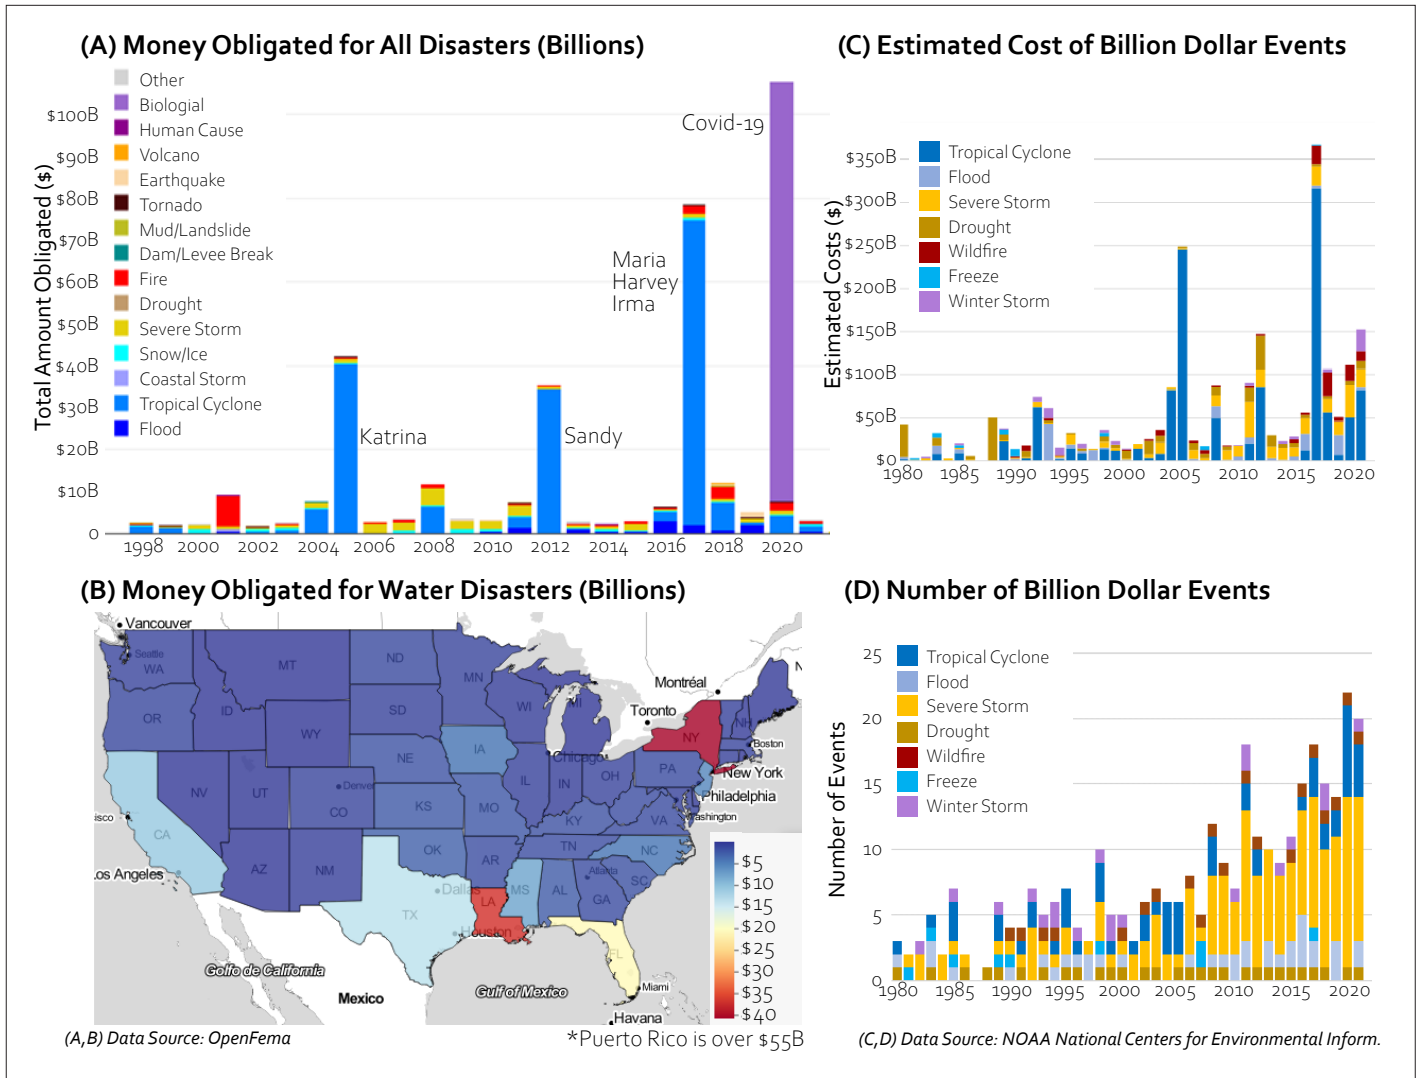 (A) Money Obligated for All Disasters (Billions)
Total Amount Obligated ($)
Other
Biologial
Human Cause
Volcano
Earthquake
Tornado
Mud/Landslide
Dam/Levee Break
Fire
Drought
Severe Storm
Snow/Ice
Coastal Storm
Tropical Cyclone
Flood
$100B
$90B
$80B
$70B
$60B
$50B
$40B
$30B
$20B
$10B
0
Katrina
Sandy
Maria
Harvey
Irma
Covid-19
1998 2000 2002 2004 2006 2008 2010 2012 2014 2016 2018 2020
(C) Estimated Cost of Billion Dollar Events
Estimated Costs ($)
Tropical Cyclone
Flood
Severe Storm
Drought
Wildfire
Freeze
Winter Storm
$350B
$300B
$250B
$200B
$150B
$100B
$50B
$0
1980 1985 1990 1995 2000 2005 2010 2015 2020
(B) Money Obligated for Water Disasters (Billions)
Vancouver
Seattle
WA
MT
ND
MN
OR
ID
SD
WI
MI
Montréal
Toronto
N
NH
WY
NY
Boston
IA
NE
Chicago
New York
NV
UT
Denver
CO
IL
IN
OH
PA
Philadelphia
isco
CA
KS
MO
KY
VA
Washington
Los Angeles
AZ
NM
OK
AR
TN
NC
Atlanta
SC
Dallas
LA
MS
AL
GA
TX
Houston
FL
Golfo de California
Mexico
Gulf of Mexico
Miami
Havana
$5
$10
$15
$20
$25
$30
$35
$40
(A,B) Data Source: OpenFema
*Puerto Rico is over $55B
(D) Number of Billion Dollar Events
Number of Events
Tropical Cyclone
Flood
Severe Storm
Drought
Wildfire
Freeze
Winter Storm
25
20
15
10
5
0
1980 1985 1990 1995 2000 2005 2010 2015 2020
(C,D) Data Source: NOAA National Centers for Environmental Inform.